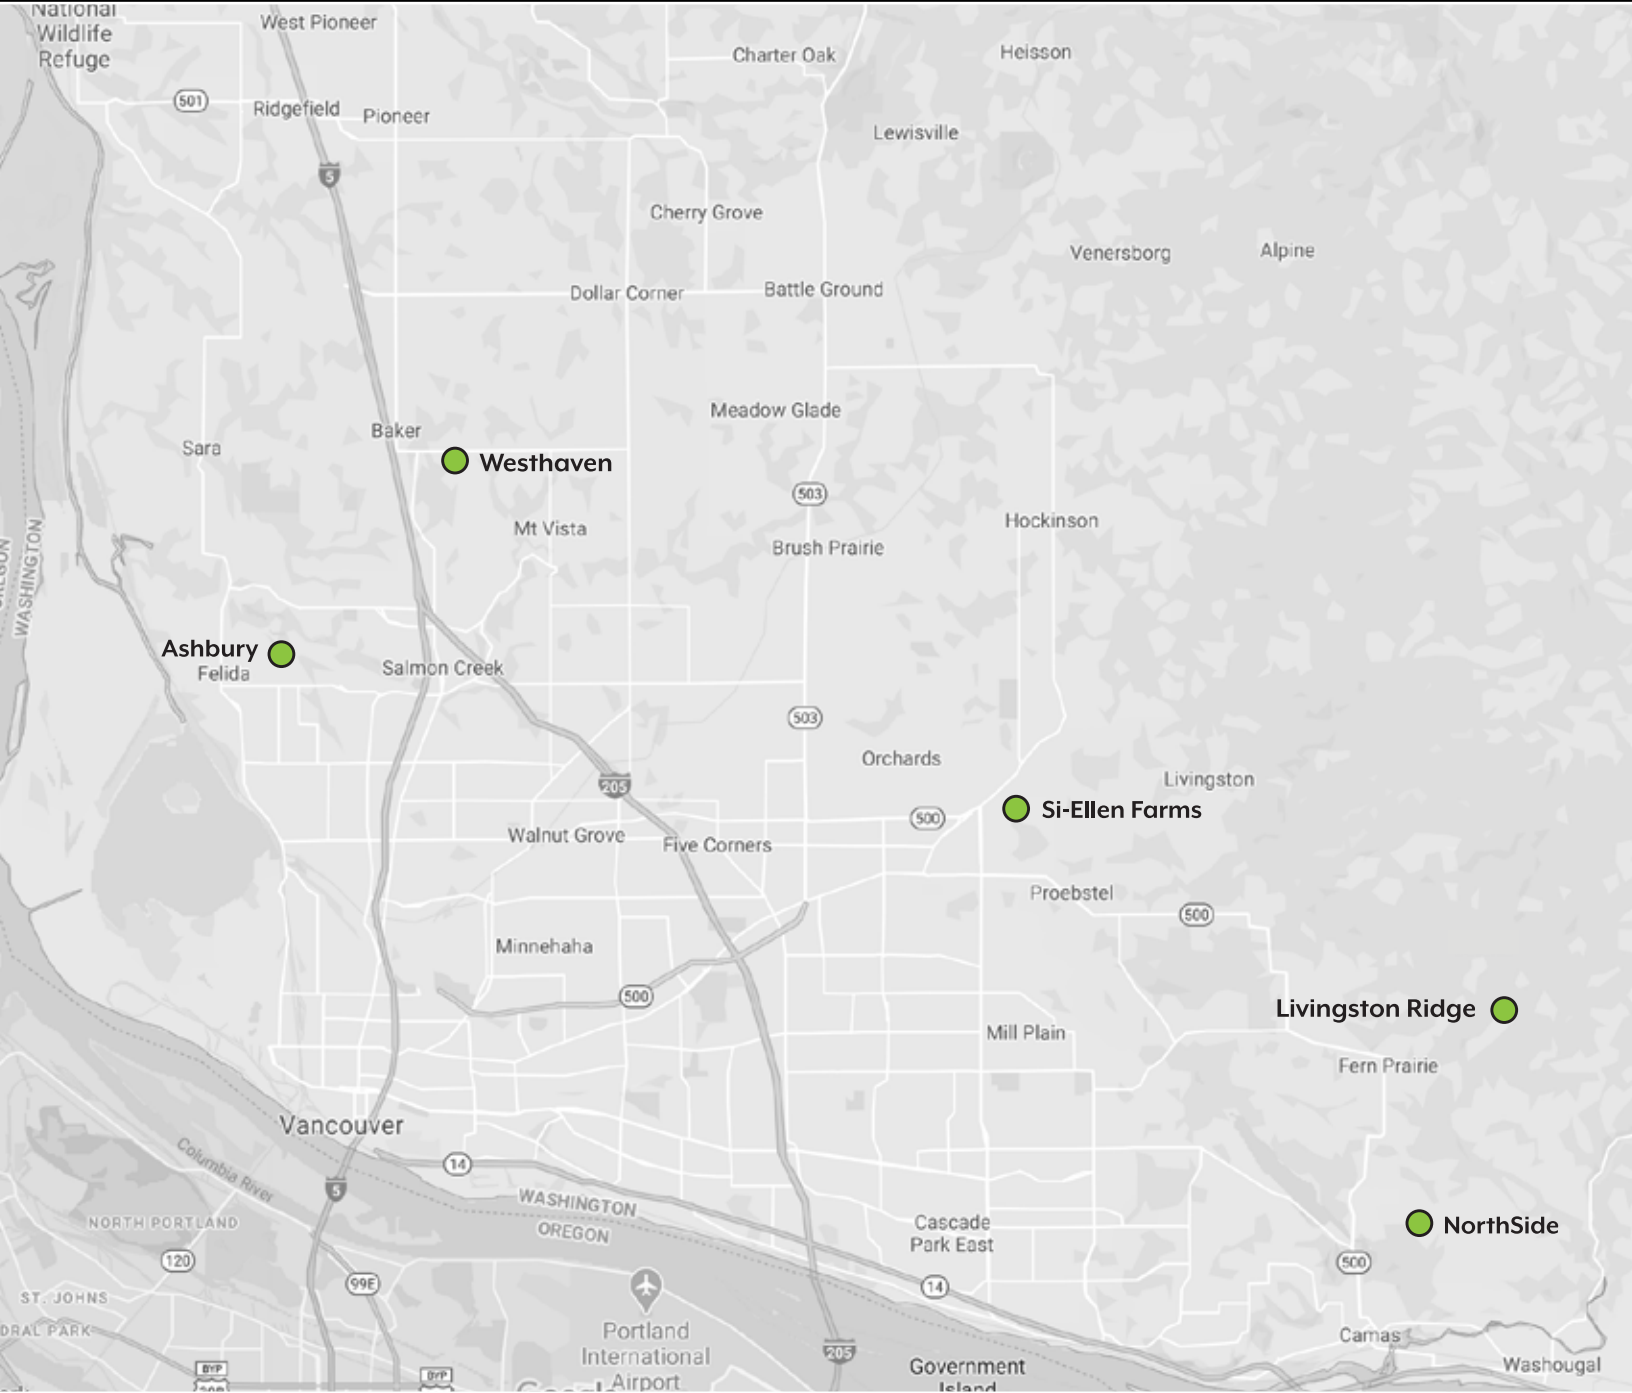 National
Wildlife
Refuge
West Pioneer
Charter Oak
Heisson
501
Ridgefield
Pioneer
Lewisville
5
Cherry Grove
Venersborg
Alpine
Dollar Corner
Battle Ground
Meadow Glade
Baker
Sara
Westhaven
503
Mt Vista
Hockinson
Brush Prairie
WASHINGTON
Ashbury
Felida
Salmon Creek
503
Orchards
Livingston
205
Si-Ellen Farms
500
Walnut Grove
Five Corners
Proebstel
500
Minnehaha
500
Livingston Ridge
Mill Plain
Fern Prairie
Vancouver
Columbia River
14
5
WASHINGTON
OREGON
NORTH PORTLAND
Cascade
Park East
NorthSide
120
99E
500
14
ST. JOHNS
DRAL PARK
Portland
International
Airport
205
Camas
Government
Island
Washougal
BYP
BYP